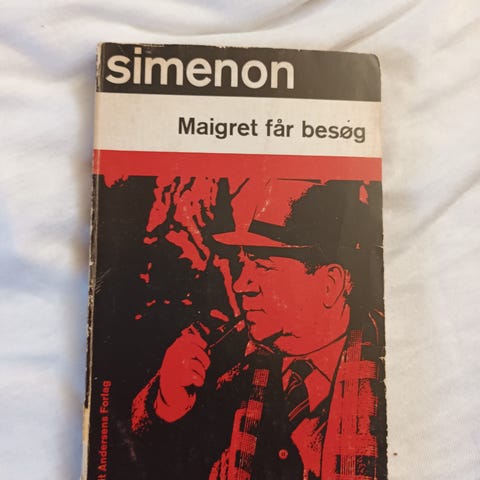 simenon
Maigret får besøg
Andersens Forlag